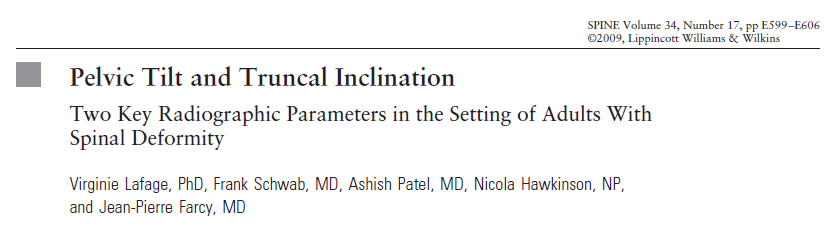 SPINE Volume 34, Number 17, pp E599–E606
©2009, Lippincott Williams & Wilkins
Pelvic Tilt and Truncal Inclination
Two Key Radiographic Parameters in the Setting of Adults With
Spinal Deformity
Virginie Lafage, PhD, Frank Schwab, MD, Ashish Patel, MD, Nicola Hawkinson, NP,
and Jean-Pierre Farcy, MD